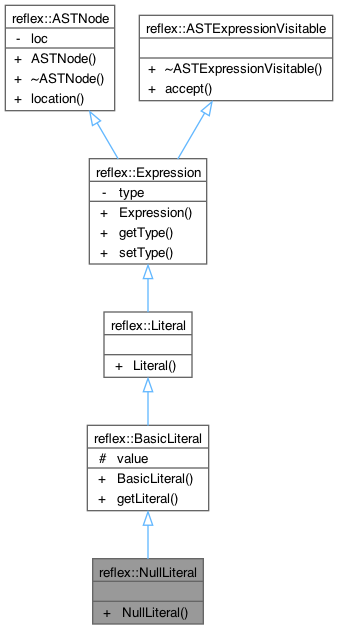 reflex::ASTNode
- loc
+ ASTNode()
+ ~ASTNode()
+ location()
reflex::ASTExpressionVisitable
+ ~ASTExpressionVisitable()
+ accept()
reflex::Expression
- type
+ Expression()
+ getType()
+ setType()
reflex::Literal
+ Literal()
reflex::BasicLiteral
# value
+ BasicLiteral()
+ getLiteral()
reflex::NullLiteral
+ NullLiteral()